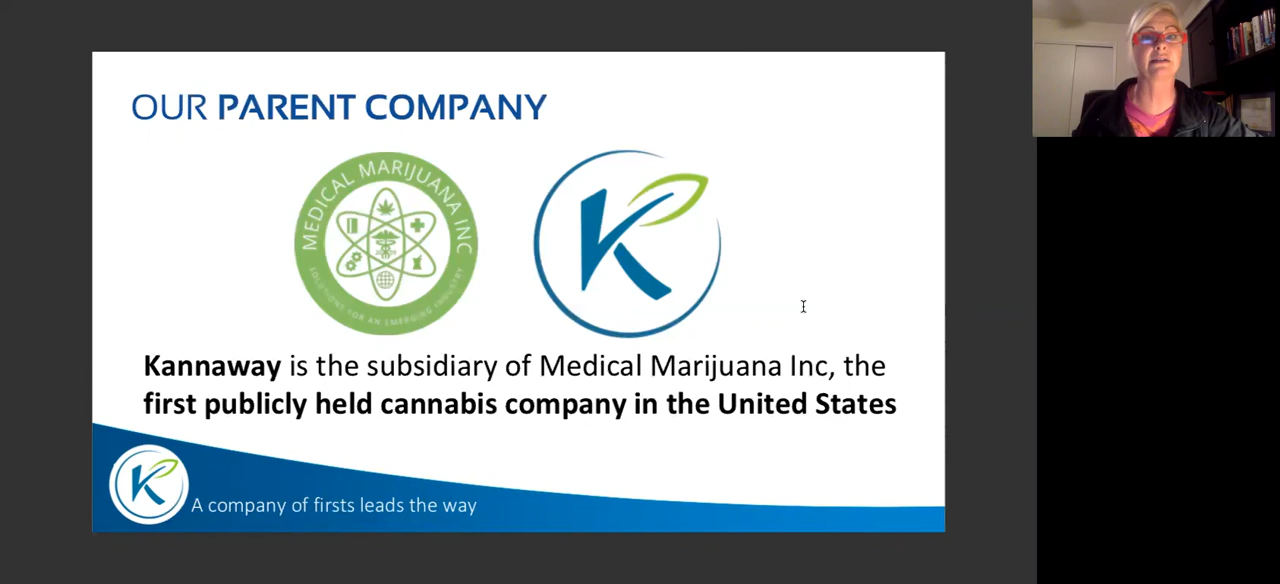 OUR PARENT COMPANY
MEDICAL MARIJUANA INC
SOLUTIONS FOR AN EMERGING INDUSTRY
K
Kannaway is the subsidiary of Medical Marijuana Inc, the
first publicly held cannabis company in the United States
K
A company of firsts leads the way